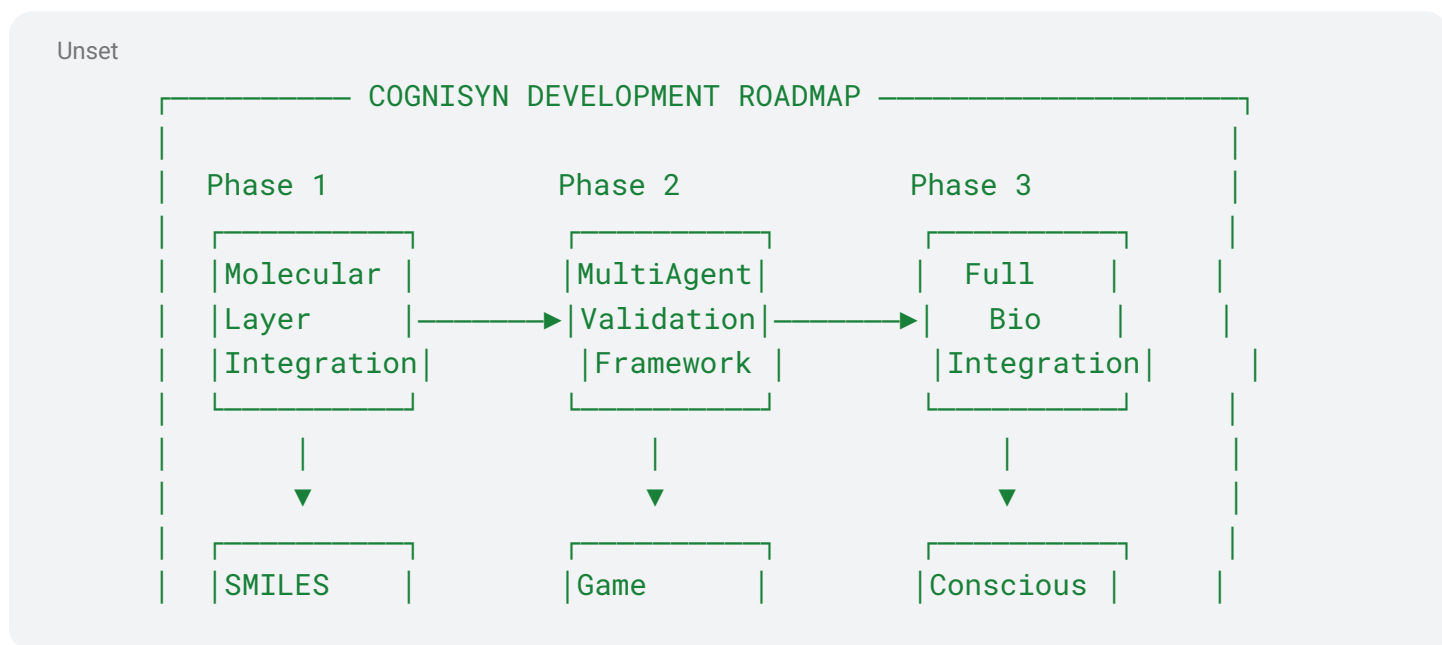 Unset
COGNISYN DEVELOPMENT ROADMAP
Phase 1 Phase 2 Phase 3
Molecular MultiAgent Full
Layer Validation Bio
Integration Framework Integration
SMILES Game Conscious